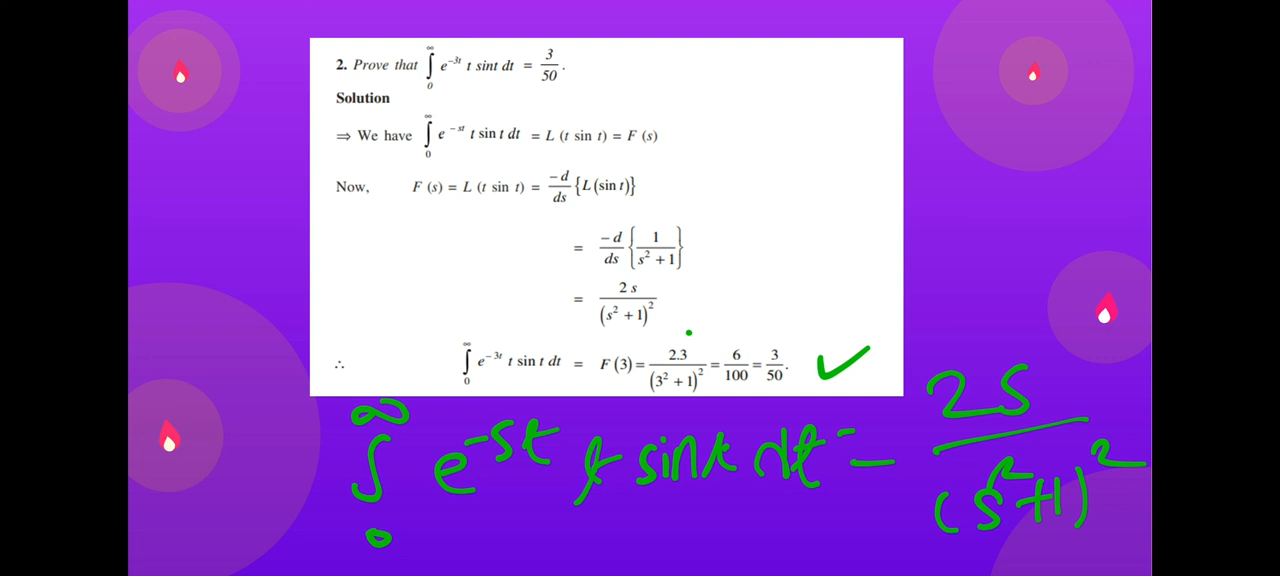 2. Prove that ∫₀^∞ e^{-3t} t sint dt = 3/50.
Solution
⇒ We have ∫₀^∞ e^{-st} t sin t dt = L (t sin t) = F (s)
Now, F (s) = L (t sin t) = -d/ds {L(sin t)}
= -d/ds {1/(s² + 1)}
= 2 s/(s² + 1)²
∴ ∫₀^∞ e^{-3t} t sin t dt = F (3) = 2.3/(3² + 1)² = 6/100 = 3/50.
∫₀^∞ e^{-st} t sint dt = 2s/(s²+1)²